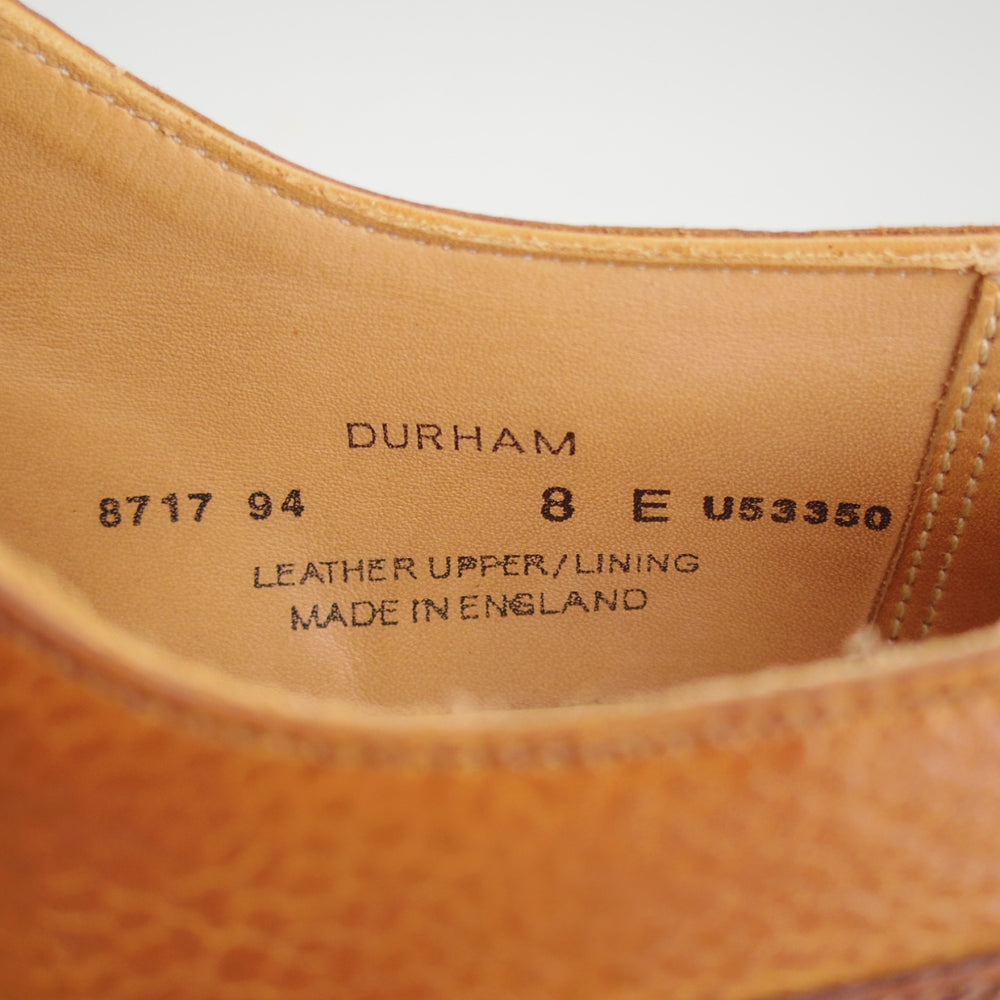 DURHAM
8717 94 8 E U53350
LEATHER UPPER/LINING
MADE IN ENGLAND